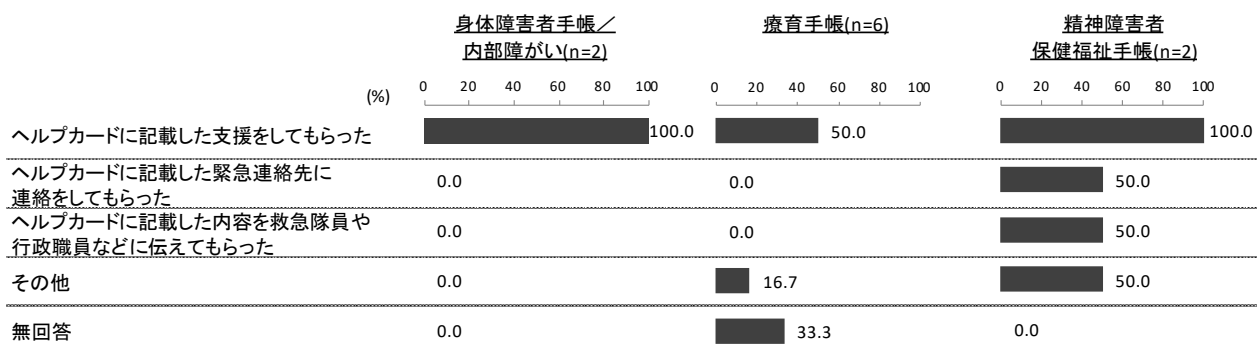 身体障害者手帳／
内部障がい(n=2)
療育手帳(n=6)
精神障害者
保健福祉手帳(n=2)
(%)
0 20 40 60 80 100
0 20 40 60 80 100
0 20 40 60 80 100
ヘルプカードに記載した支援をしてもらった 100.0 50.0 100.0
ヘルプカードに記載した緊急連絡先に
連絡をしてもらった
0.0 0.0 50.0
ヘルプカードに記載した内容を救急隊員や
行政職員などに伝えてもらった
0.0 0.0 50.0
その他 0.0 16.7 50.0
無回答 0.0 33.3 0.0